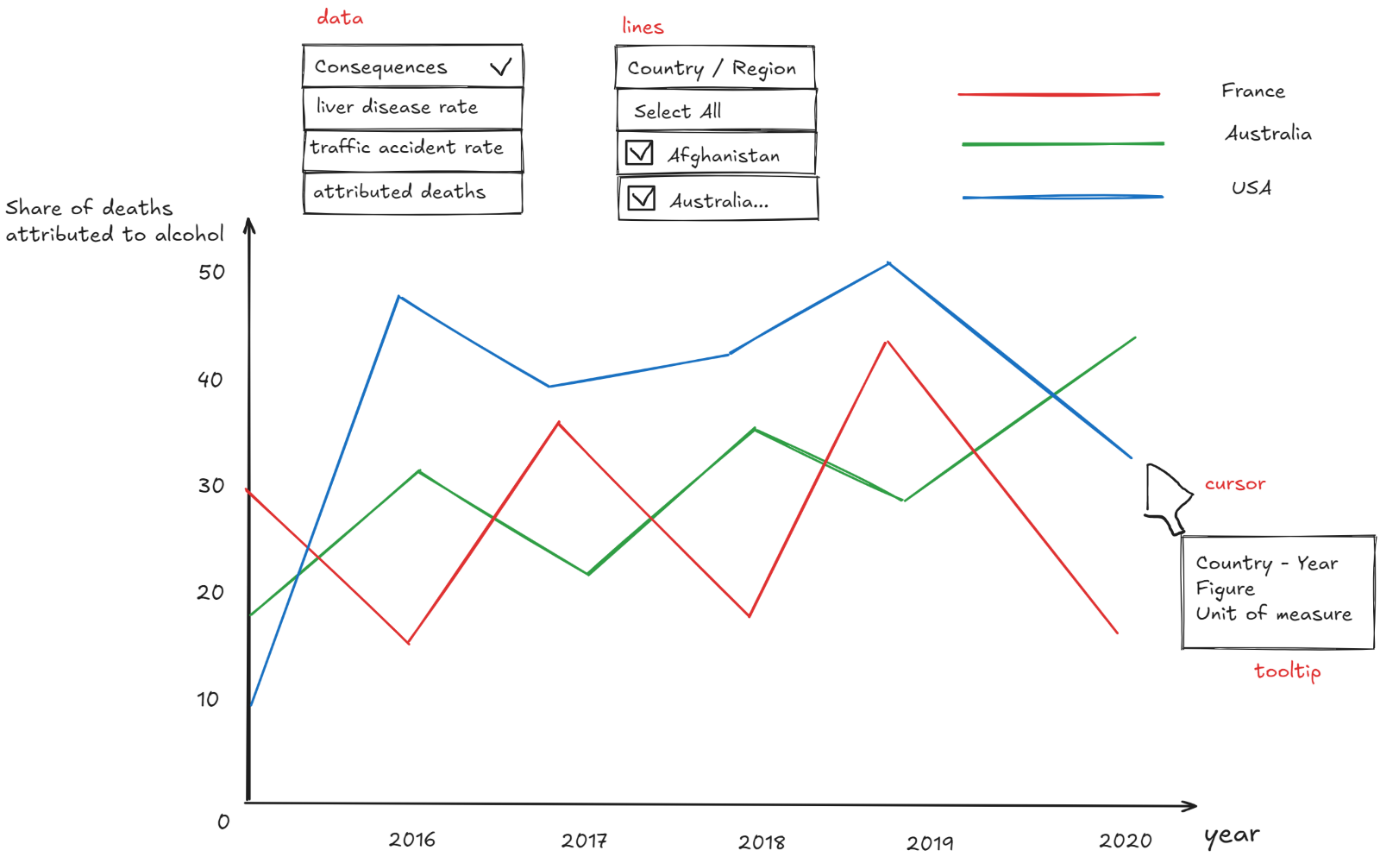 data
Consequences
liver disease rate
traffic accident rate
attributed deaths
lines
Country / Region
Select All
Afghanistan
Australia...
France
Australia
USA
Share of deaths
attributed to alcohol
50
40
30
20
10
0
2016
2017
2018
2019
2020
year
cursor
Country - Year
Figure
Unit of measure
tooltip